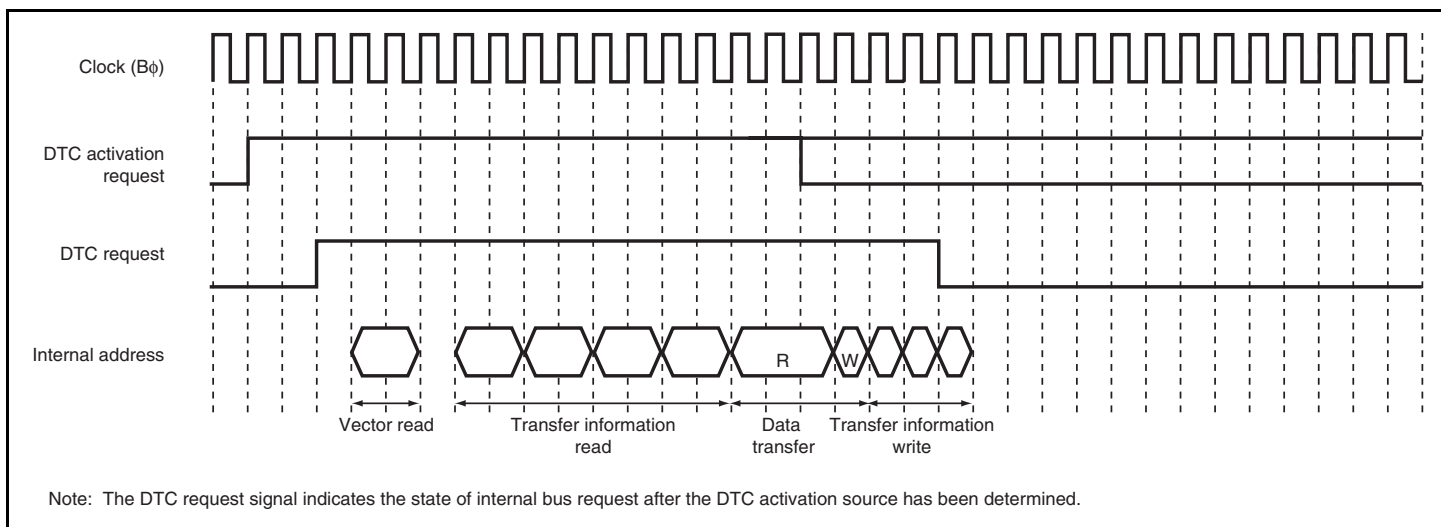 Clock (Bφ)
DTC activation
request
DTC request
Internal address
R
W
Vector read
Transfer information
read
Data
transfer
Transfer information
write
Note: The DTC request signal indicates the state of internal bus request after the DTC activation source has been determined.